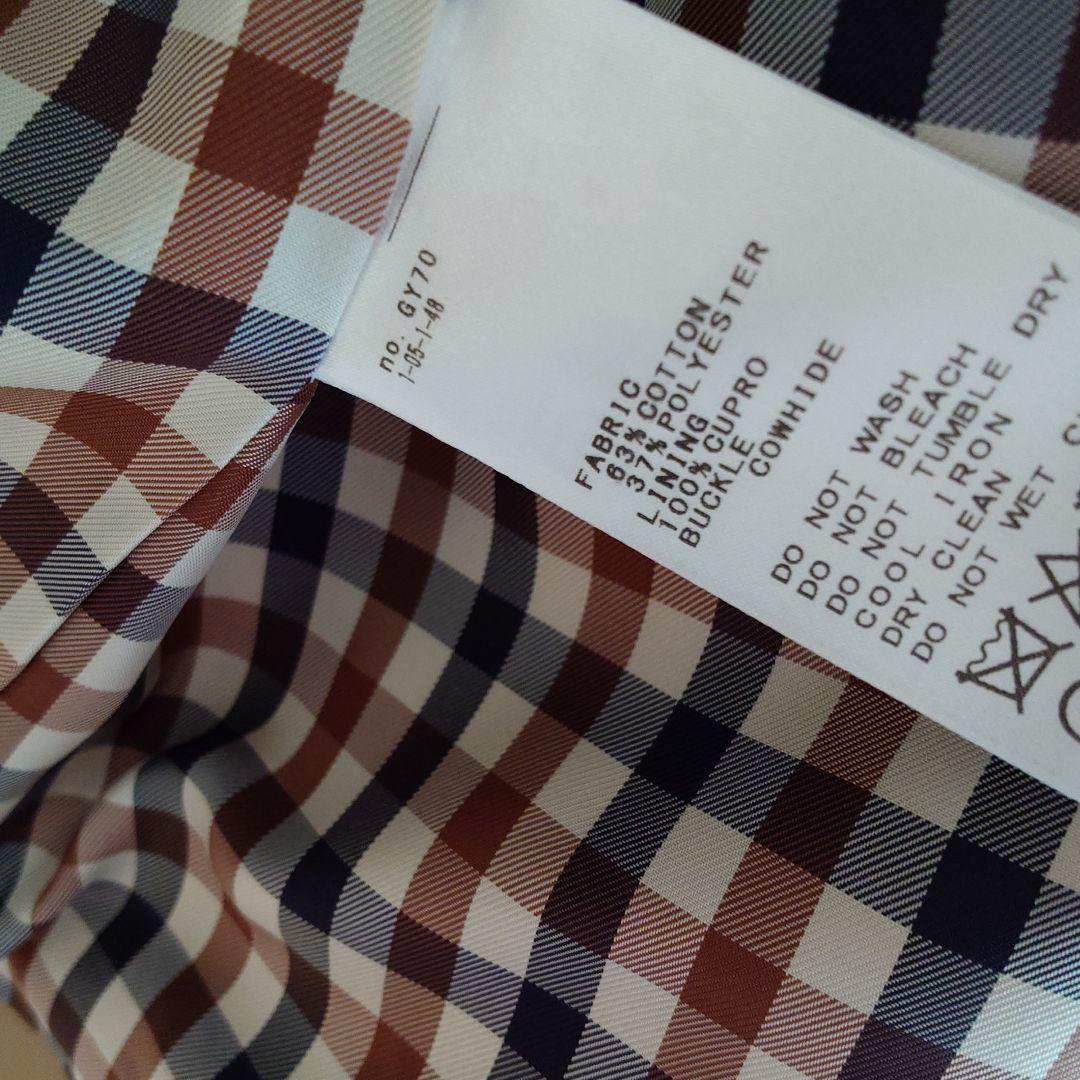 no. GY70
1-05-1-48
FABRIC
63% COTTON
37% POLYESTER
LINING
100% CUPRO
BUCKLE
COWHIDE
DO NOT WASH
DO NOT BLEACH
DO NOT TUMBLE DRY
COOL IRON
DRY CLEAN
DO NOT WET